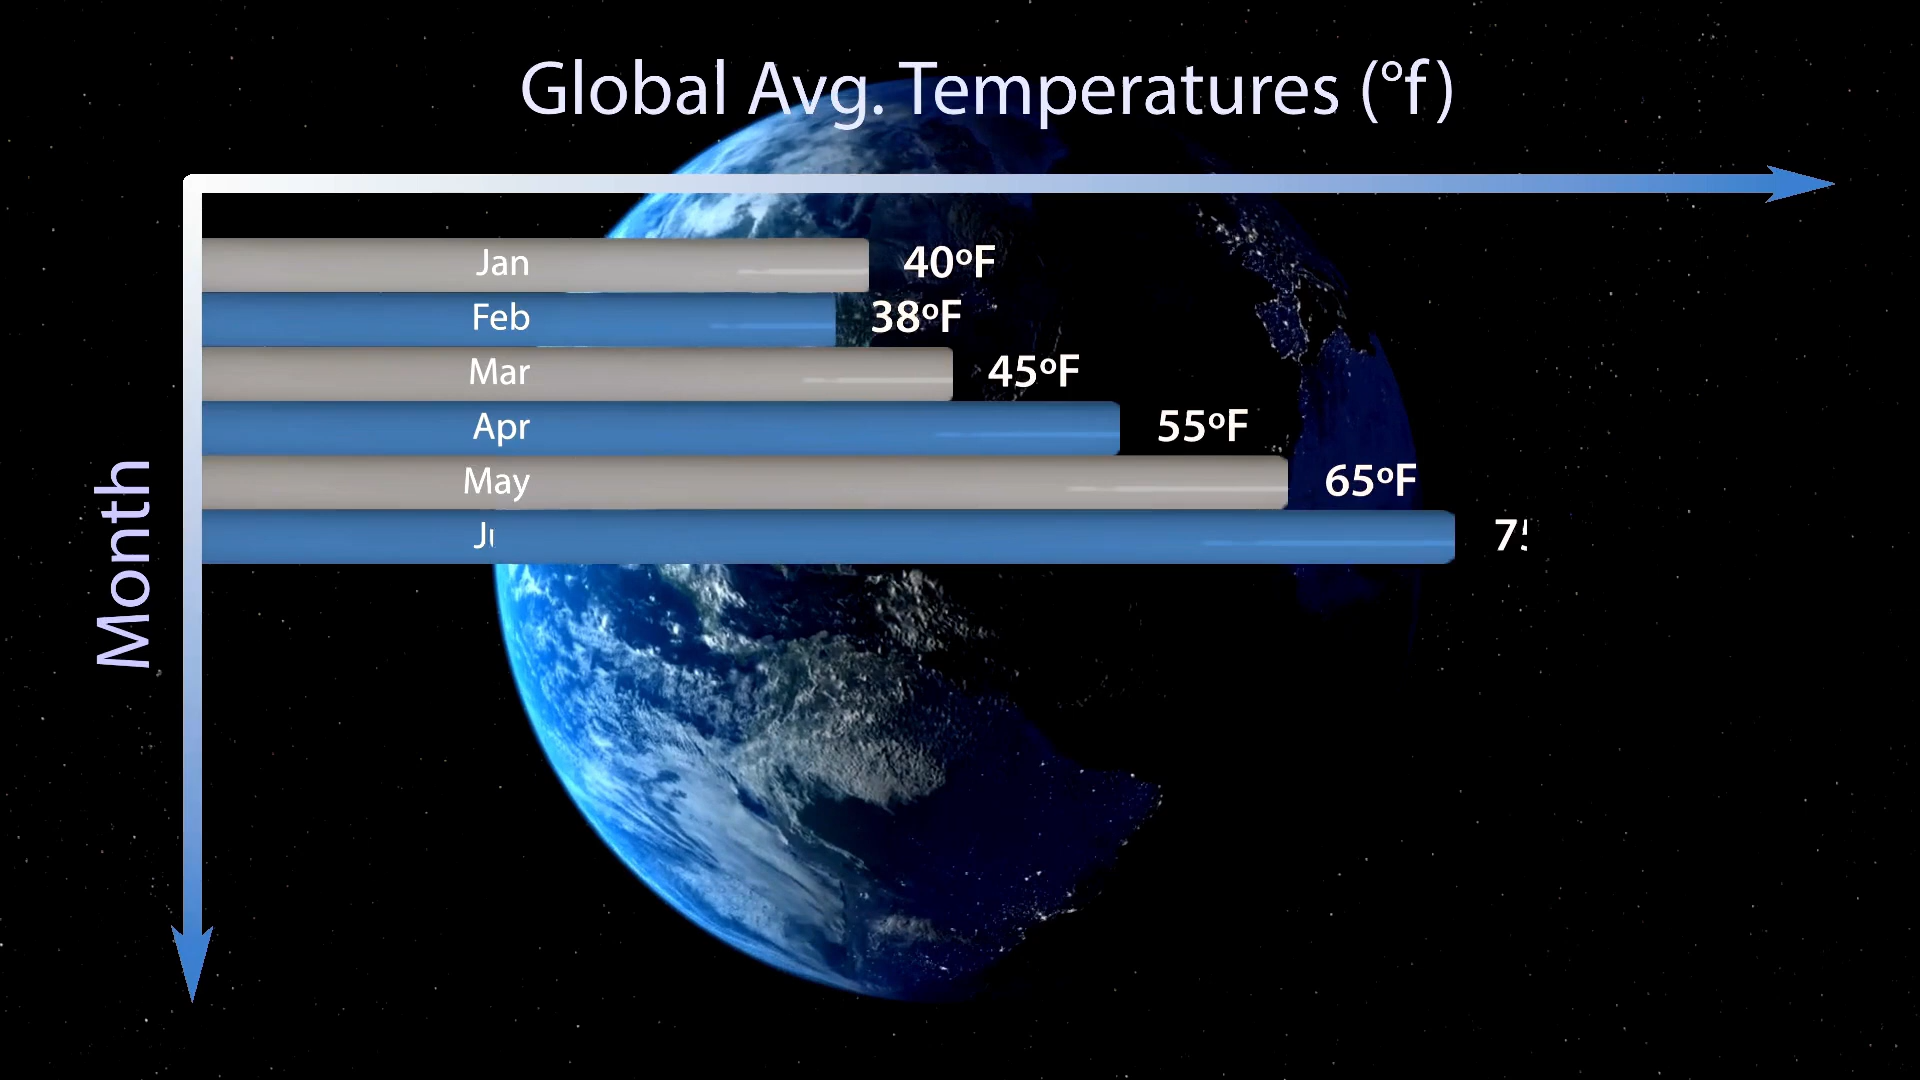 Global Avg. Temperatures (°f)
Jan 40ºF
Feb 38ºF
Mar 45ºF
Apr 55ºF
May 65ºF
Month